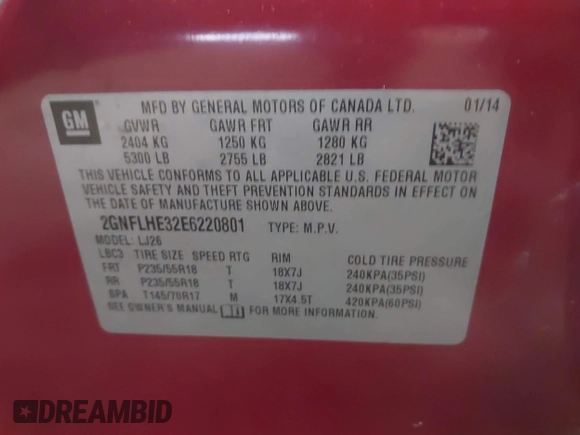 GM
MFD BY GENERAL MOTORS OF CANADA LTD. 01/14
GVWR GAWR FRT GAWR RR
2404 KG 1250 KG 1280 KG
5300 LB 2755 LB 2821 LB
THIS VEHICLE CONFORMS TO ALL APPLICABLE U.S. FEDERAL MOTOR
VEHICLE SAFETY AND THEFT PREVENTION STANDARDS IN EFFECT ON
THE DATE OF MANUFACTURE SHOWN ABOVE.
2GNFLHE32E6220801 TYPE: M.P.V.
MODEL: LJ26
LBC3 TIRE SIZE SPEED RTG RIM COLD TIRE PRESSURE
FRT P235/55R18 T 18X7J 240KPA(35PSI)
RR P235/55R18 T 18X7J 240KPA(35PSI)
SPA T145/70R17 M 17X4.5T 420KPA(60PSI)
SEE OWNER'S MANUAL FOR MORE INFORMATION.
DREAMBID